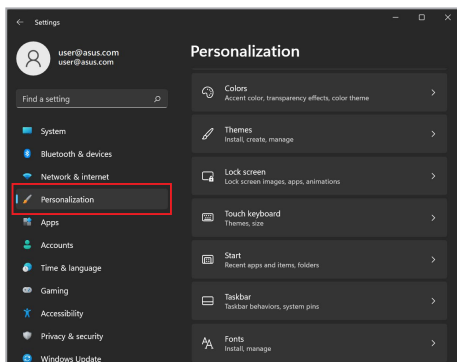 Settings
user@asus.com
user@asus.com
Find a setting
System
Bluetooth & devices
Network & internet
Personalization
Apps
Accounts
Time & language
Gaming
Accessibility
Privacy & security
Windows Update
Personalization
Colors
Accent color, transparency effects, color theme
Themes
Install, create, manage
Lock screen
Lock screen images, apps, animations
Touch keyboard
Themes, size
Start
Recent apps and items, folders
Taskbar
Taskbar behaviors, system pins
Fonts
Install, manage